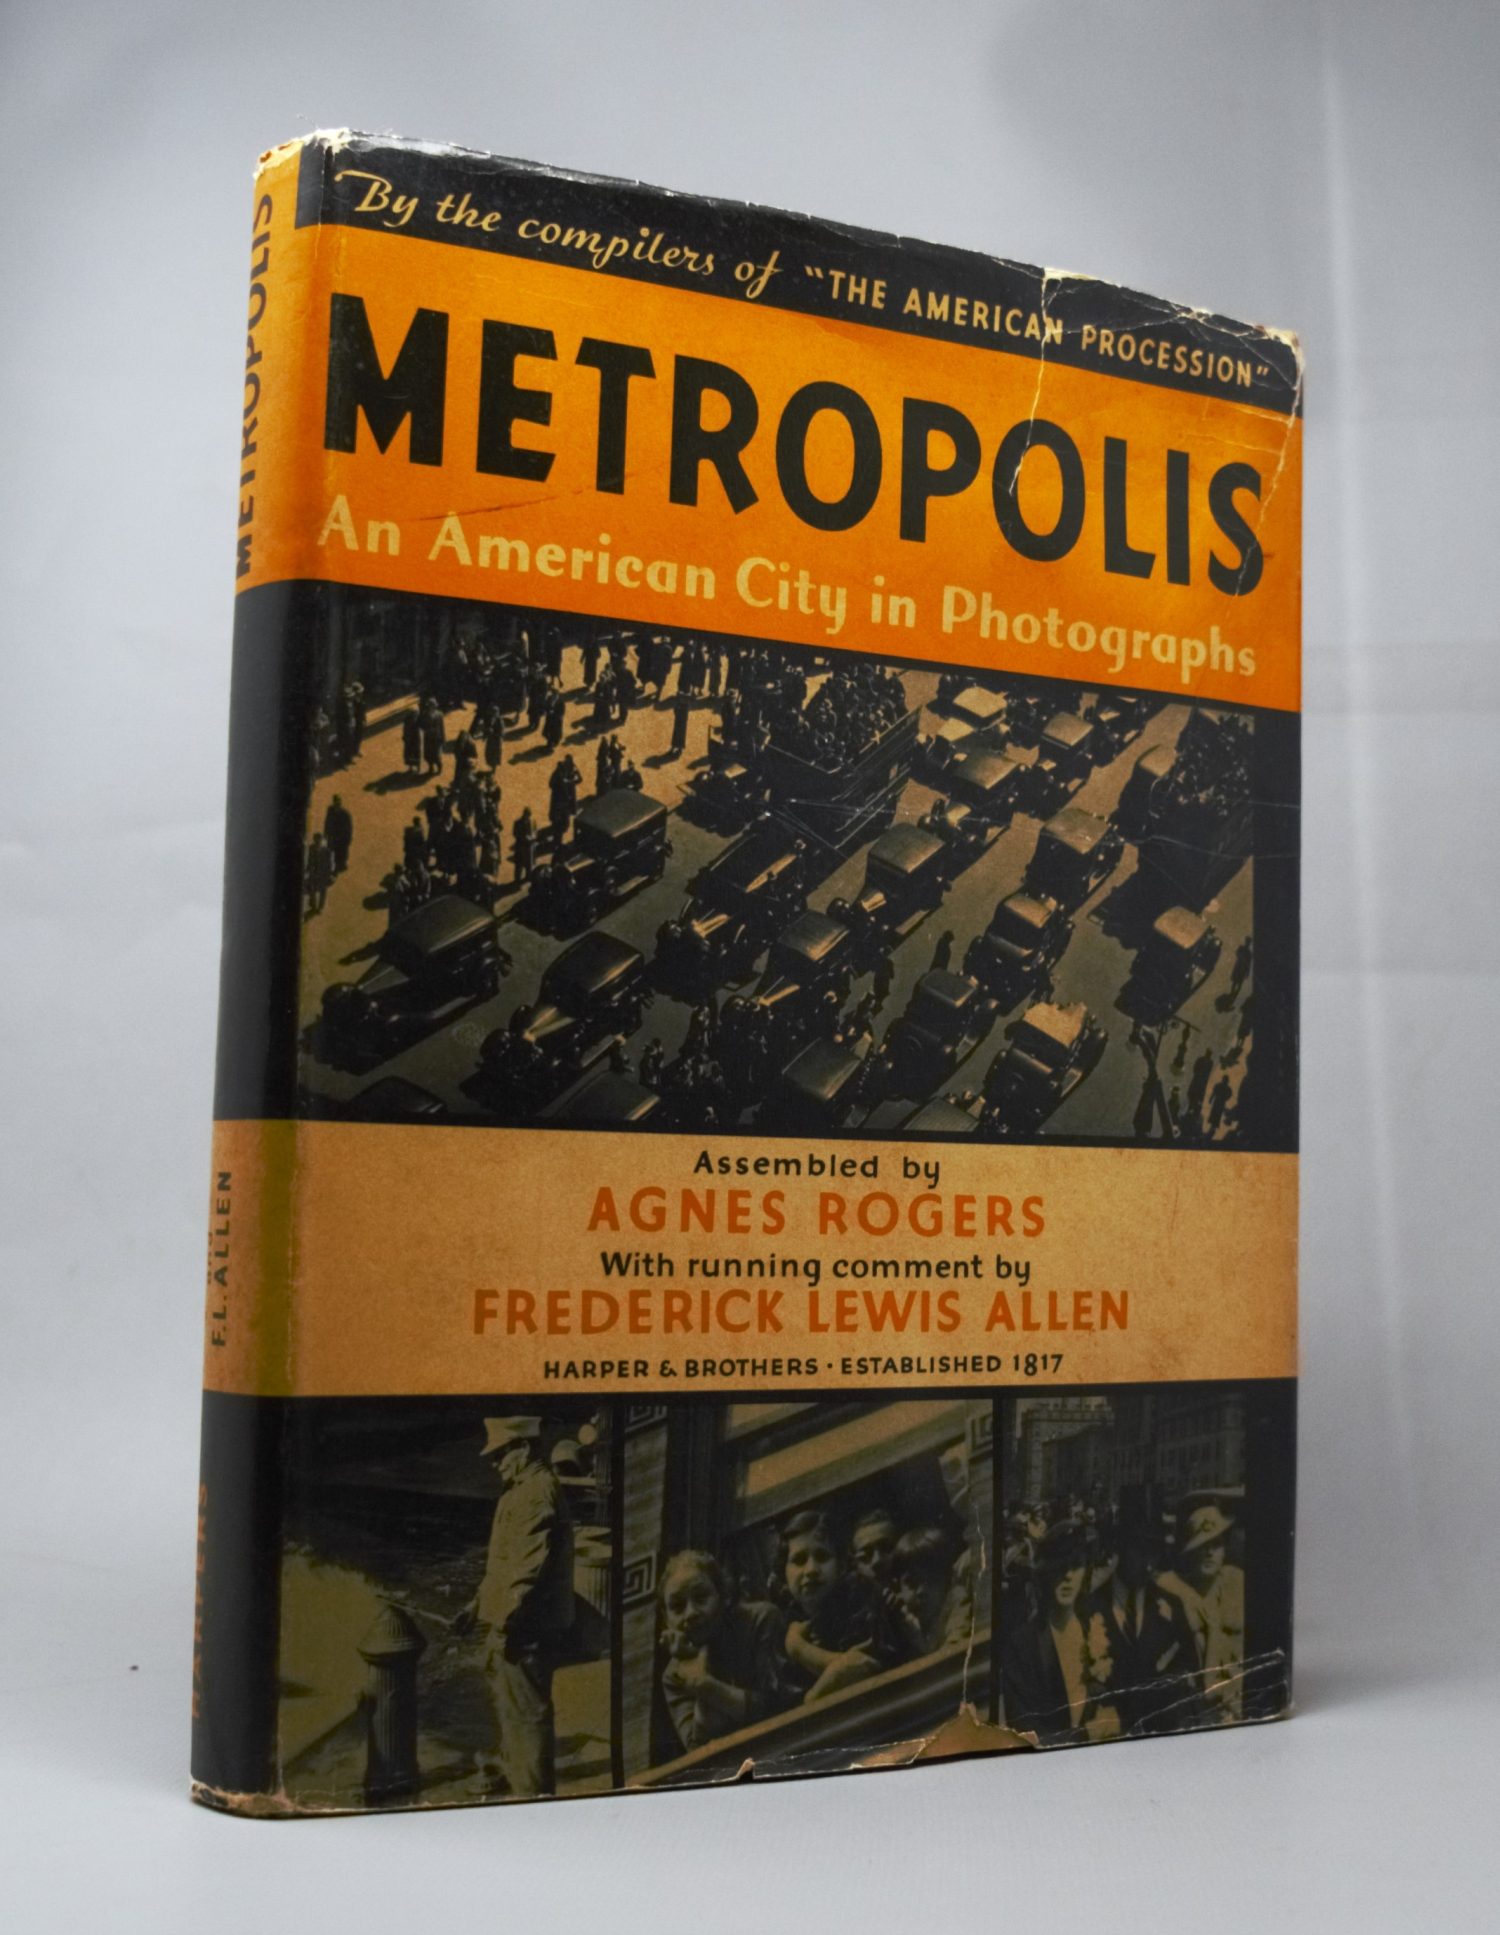 By the compilers of "THE AMERICAN PROCESSION"
METROPOLIS
An American City in Photographs
Assembled by
AGNES ROGERS
With running comment by
FREDERICK LEWIS ALLEN
HARPER & BROTHERS · ESTABLISHED 1817
METROPOLIS
and
F. L. ALLEN
HARPERS